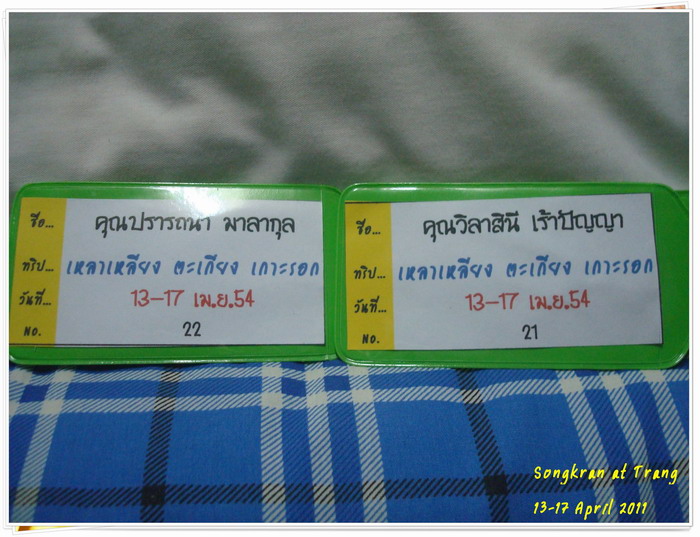 ชื่อ... คุณปรารถนา มาลากุล
ทริป... เหลาเหลียง ตะเกียง เกาะรอก
วันที่... 13-17 เม.ย.54
No. 22
ชื่อ... คุณวิลาสินี เร้าปัญญา
ทริป... เหลาเหลียง ตะเกียง เกาะรอก
วันที่... 13-17 เม.ย.54
No. 21
Songkran at Trang
13-17 April 2011